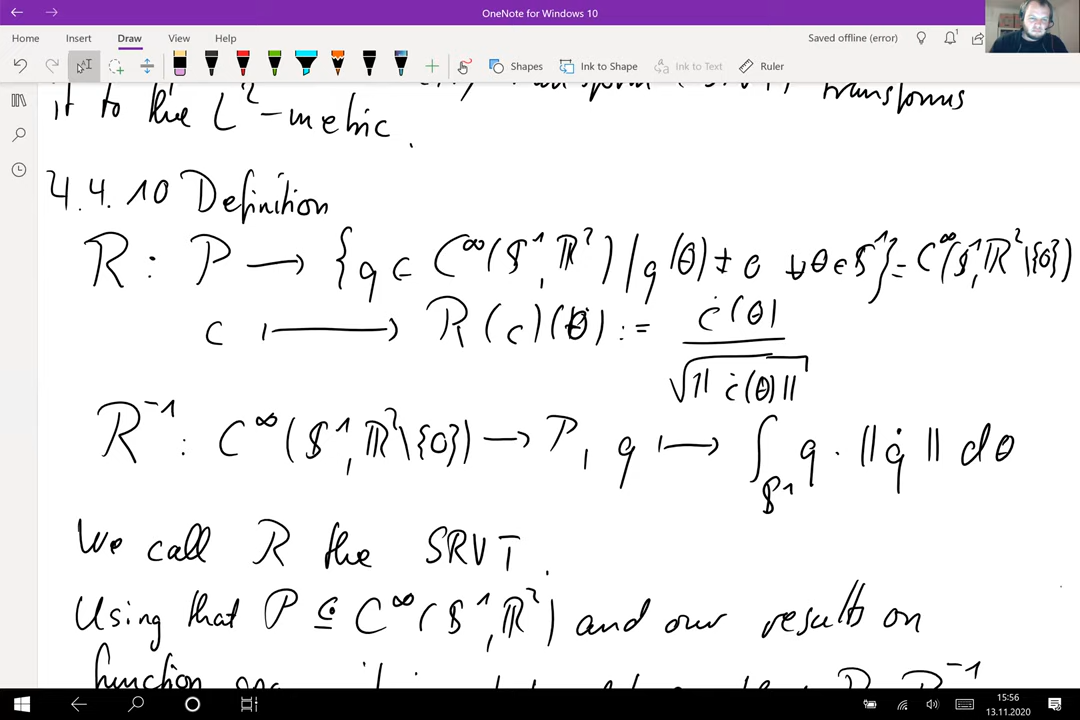 OneNote for Windows 10
Home Insert Draw View Help Saved offline (error)
Shapes Ink to Shape Ink to Text Ruler
it to the L²-metric.
transforms
4.4.10 Definition
R : P → {q ∈ C^∞(S¹, ℝ²) / q(θ) ≠ 0 ∀θ ∈ S¹} = C^∞(S¹, ℝ²\{0})
c ↦ R(c)(θ) := ċ(θ) / √‖ċ(θ)‖
R⁻¹ : C^∞(S¹, ℝ²\{0}) → P, q ↦ ∫_{S¹} q · ‖q̇‖ dθ
We call R the SRVT.
Using that P ⊆ C^∞(S¹, ℝ²) and our results on
function
R⁻¹
15:56
13.11.2020